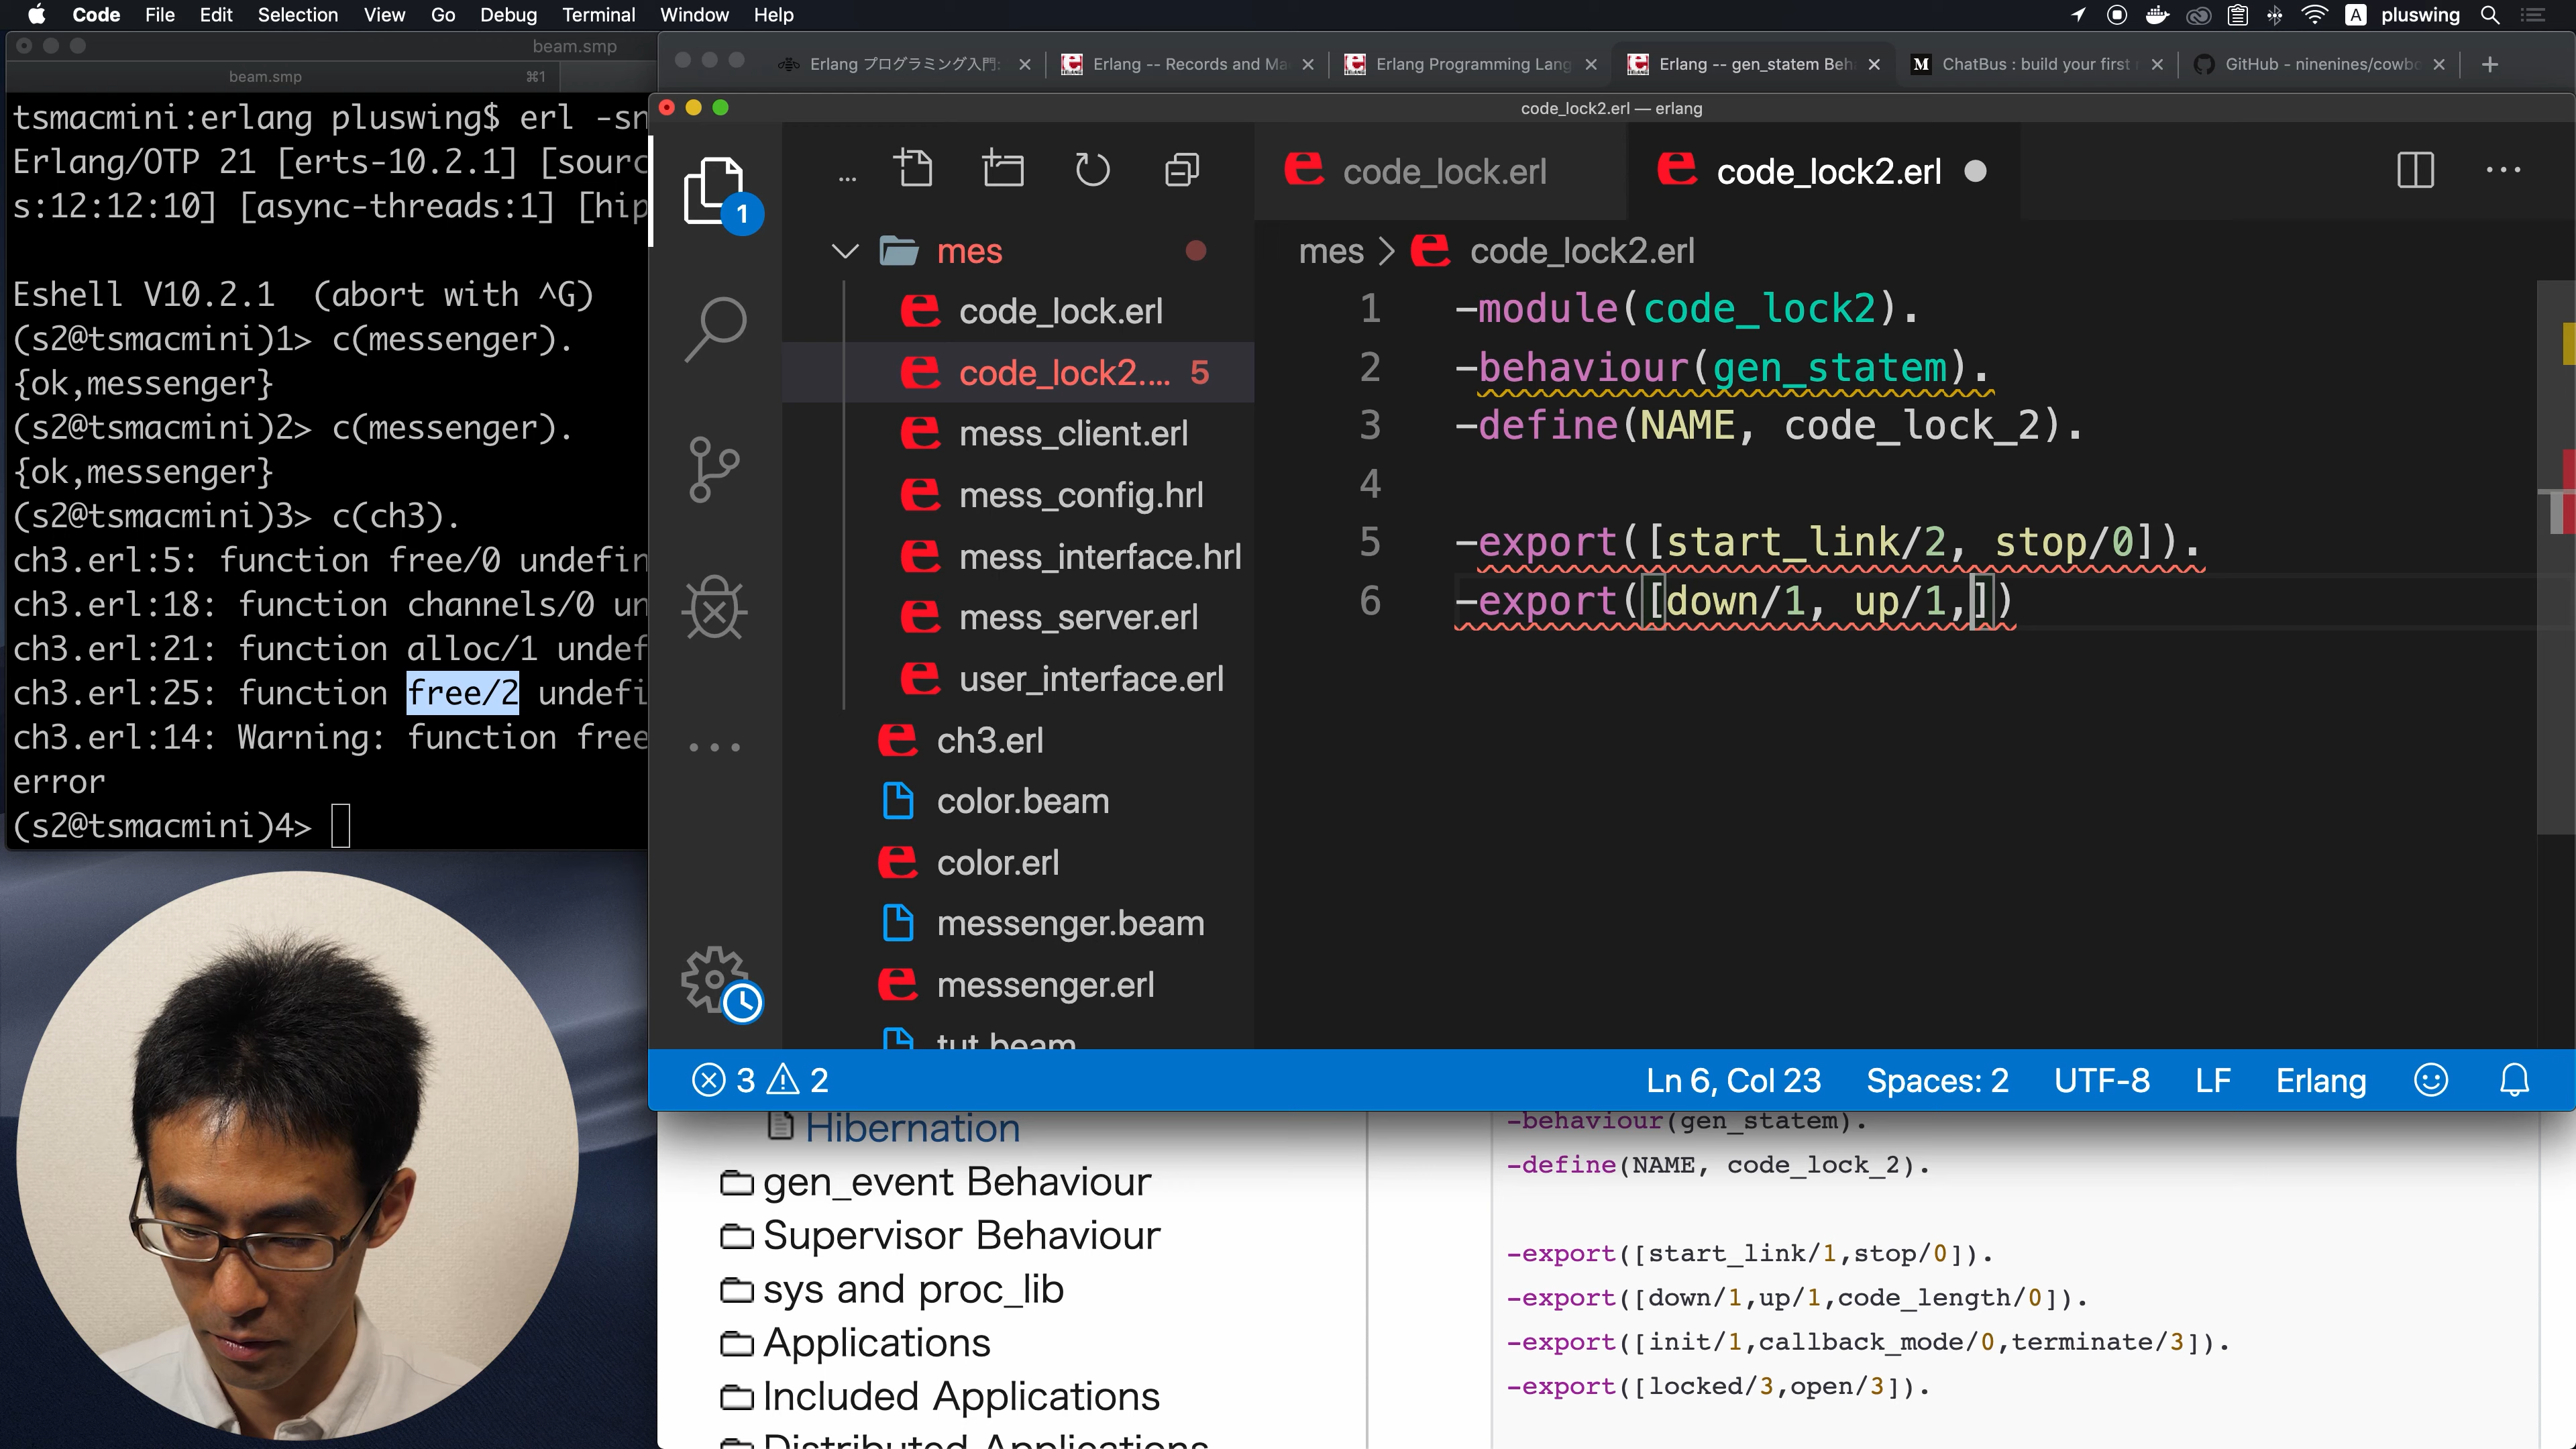 Code File Edit Selection View Go Debug Terminal Window Help
A pluswing
beam.smp
beam.smp ⌘1
Erlang プログラミング入門:
Erlang -- Records and Ma
Erlang Programming Lang
Erlang -- gen_statem Beh
M ChatBus : build your first
GitHub - ninenines/cowbo
tsmacmini:erlang pluswing$ erl -sn
Erlang/OTP 21 [erts-10.2.1] [sourc
s:12:12:10] [async-threads:1] [hip
Eshell V10.2.1 (abort with ^G)
(s2@tsmacmini)1> c(messenger).
{ok,messenger}
(s2@tsmacmini)2> c(messenger).
{ok,messenger}
(s2@tsmacmini)3> c(ch3).
ch3.erl:5: function free/0 undefin
ch3.erl:18: function channels/0 un
ch3.erl:21: function alloc/1 undef
ch3.erl:25: function free/2 undefi
ch3.erl:14: Warning: function free
error
(s2@tsmacmini)4>
code_lock2.erl — erlang
1
...
mes
code_lock.erl
code_lock2.... 5
mess_client.erl
mess_config.hrl
mess_interface.hrl
mess_server.erl
user_interface.erl
ch3.erl
color.beam
color.erl
messenger.beam
messenger.erl
tut.beam
code_lock.erl
code_lock2.erl
mes > code_lock2.erl
1 -module(code_lock2).
2 -behaviour(gen_statem).
3 -define(NAME, code_lock_2).
4
5 -export([start_link/2, stop/0]).
6 -export([down/1, up/1,])
3 2
Ln 6, Col 23 Spaces: 2 UTF-8 LF Erlang
Hibernation
gen_event Behaviour
Supervisor Behaviour
sys and proc_lib
Applications
Included Applications
Distributed Applications
-behaviour(gen_statem).
-define(NAME, code_lock_2).
-export([start_link/1,stop/0]).
-export([down/1,up/1,code_length/0]).
-export([init/1,callback_mode/0,terminate/3]).
-export([locked/3,open/3]).